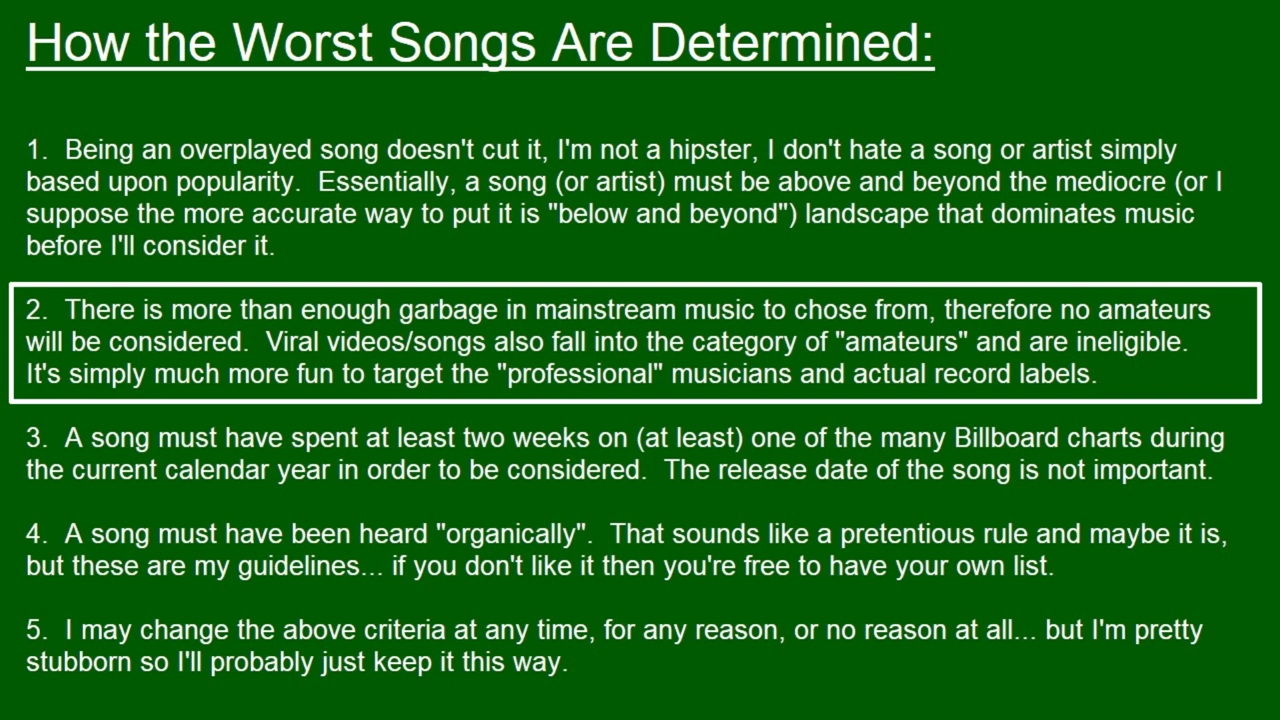 How the Worst Songs Are Determined:
1.  Being an overplayed song doesn't cut it, I'm not a hipster, I don't hate a song or artist simply
based upon popularity.  Essentially, a song (or artist) must be above and beyond the mediocre (or I
suppose the more accurate way to put it is "below and beyond") landscape that dominates music
before I'll consider it.
2.  There is more than enough garbage in mainstream music to chose from, therefore no amateurs
will be considered.  Viral videos/songs also fall into the category of "amateurs" and are ineligible.
It's simply much more fun to target the "professional" musicians and actual record labels.
3.  A song must have spent at least two weeks on (at least) one of the many Billboard charts during
the current calendar year in order to be considered.  The release date of the song is not important.
4.  A song must have been heard "organically".  That sounds like a pretentious rule and maybe it is,
but these are my guidelines... if you don't like it then you're free to have your own list.
5.  I may change the above criteria at any time, for any reason, or no reason at all... but I'm pretty
stubborn so I'll probably just keep it this way.